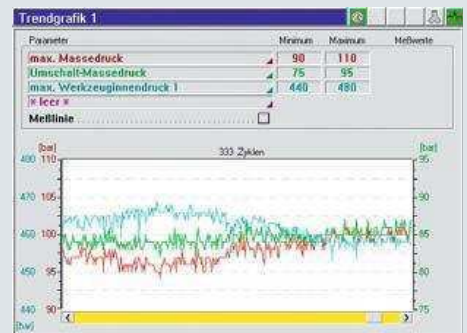 Trendgrafik 1
Parameter Minimum Maximum Meßwerte
max. Massedruck 90 110
Umschalt-Massedruck 75 95
max. Werkzeuginnendruck 1 440 480
* leer *
Meßlinie
[bar] 333 Zyklen [bar]
480 110 95
470 105 90
460 100 85
450 95 80
440 90 75
[bar]